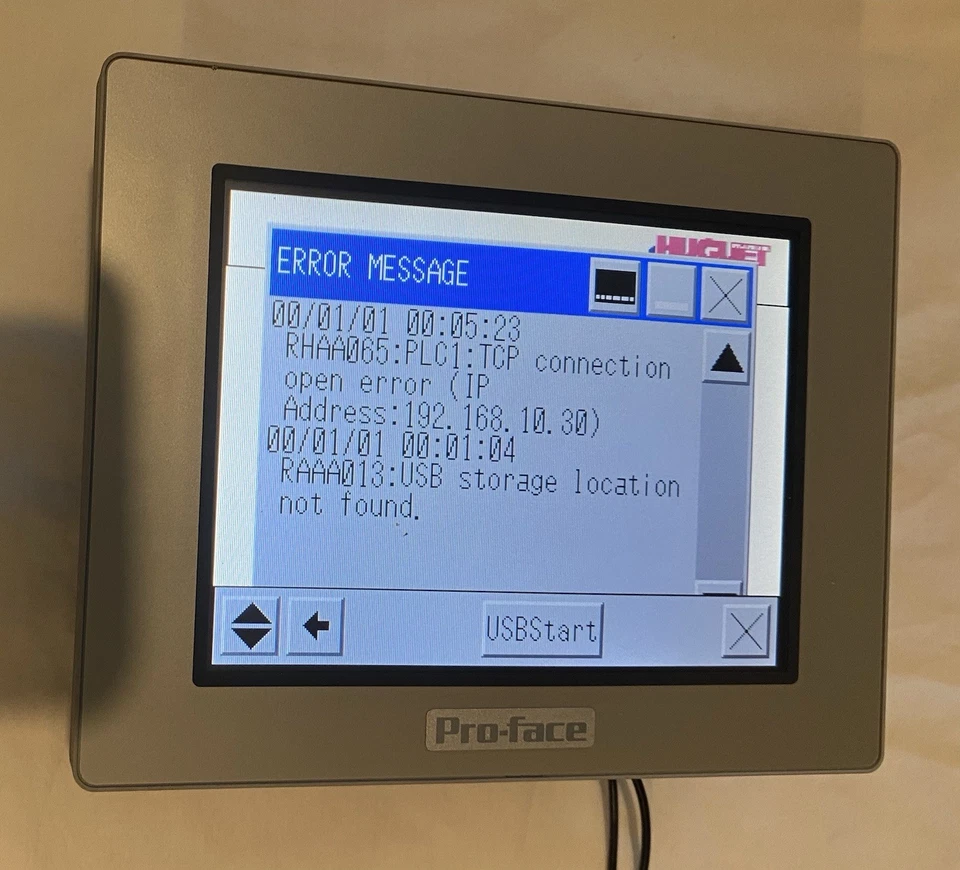 HUGUET
ERROR MESSAGE
00/01/01 00:05:23
RHAA065:PLC1:TCP connection
open error (IP
Address:192.168.10.30)
00/01/01 00:01:04
RAAA013:USB storage location
not found.
USBStart
Pro-face